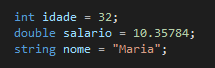 int idade = 32;
double salario = 10.35784;
string nome = "Maria";